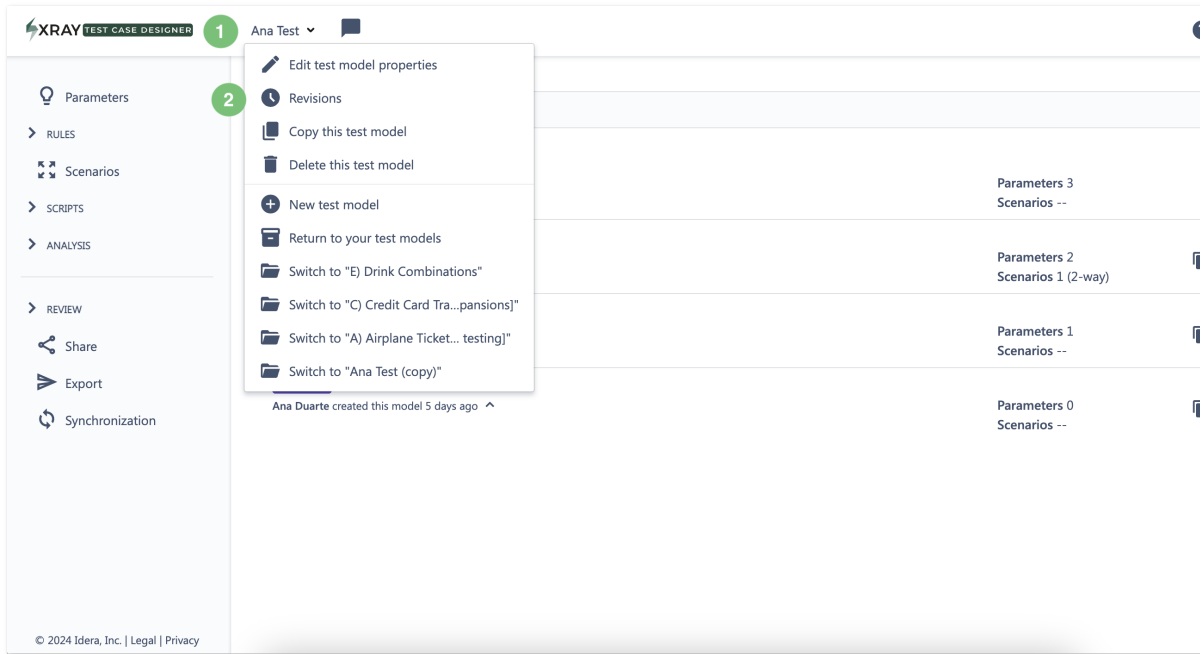 XRAY TEST CASE DESIGNER
1
Ana Test
Edit test model properties
2
Revisions
Copy this test model
Delete this test model
New test model
Return to your test models
Switch to "E) Drink Combinations"
Switch to "C) Credit Card Tra...pansions]"
Switch to "A) Airplane Ticket... testing]"
Switch to "Ana Test (copy)"
Parameters
RULES
Scenarios
SCRIPTS
ANALYSIS
REVIEW
Share
Export
Synchronization
Parameters 3
Scenarios --
Parameters 2
Scenarios 1 (2-way)
Parameters 1
Scenarios --
Ana Duarte created this model 5 days ago
Parameters 0
Scenarios --
© 2024 Idera, Inc. | Legal | Privacy